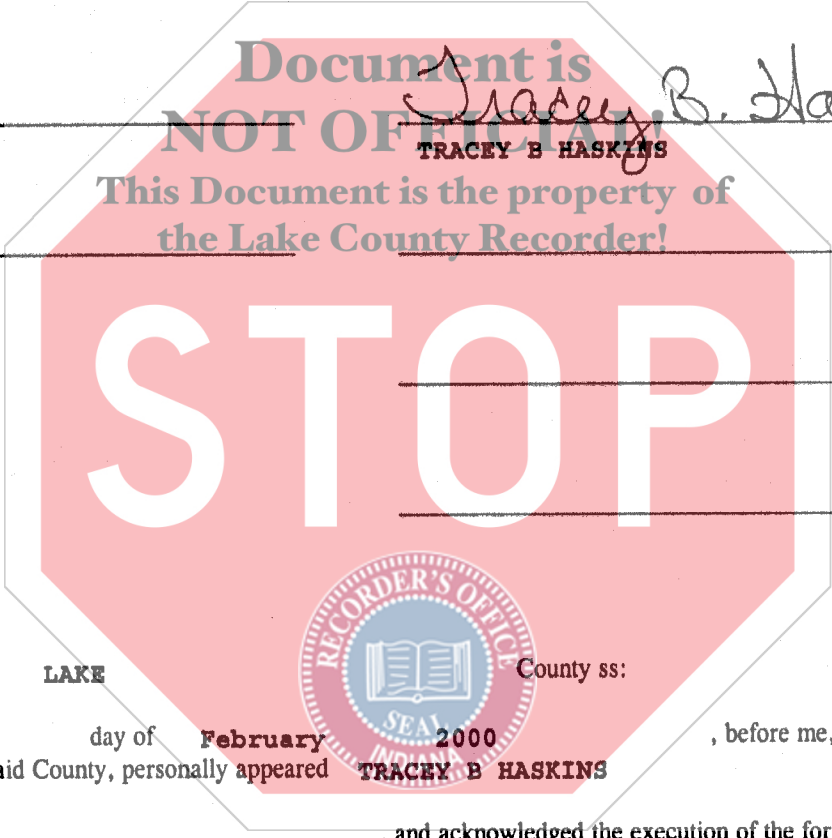 Document is
Tracey B. Ha
NOT OFFICIAL!
TRACEY B HASKINS
This Document is the property of
the Lake County Recorder!
STOP
RECORDER'S OFFICE
SEAL
INDIANA
LAKE County ss:
day of February 2000 , before me,
aid County, personally appeared TRACEY B HASKINS
and acknowledged the execution of the for